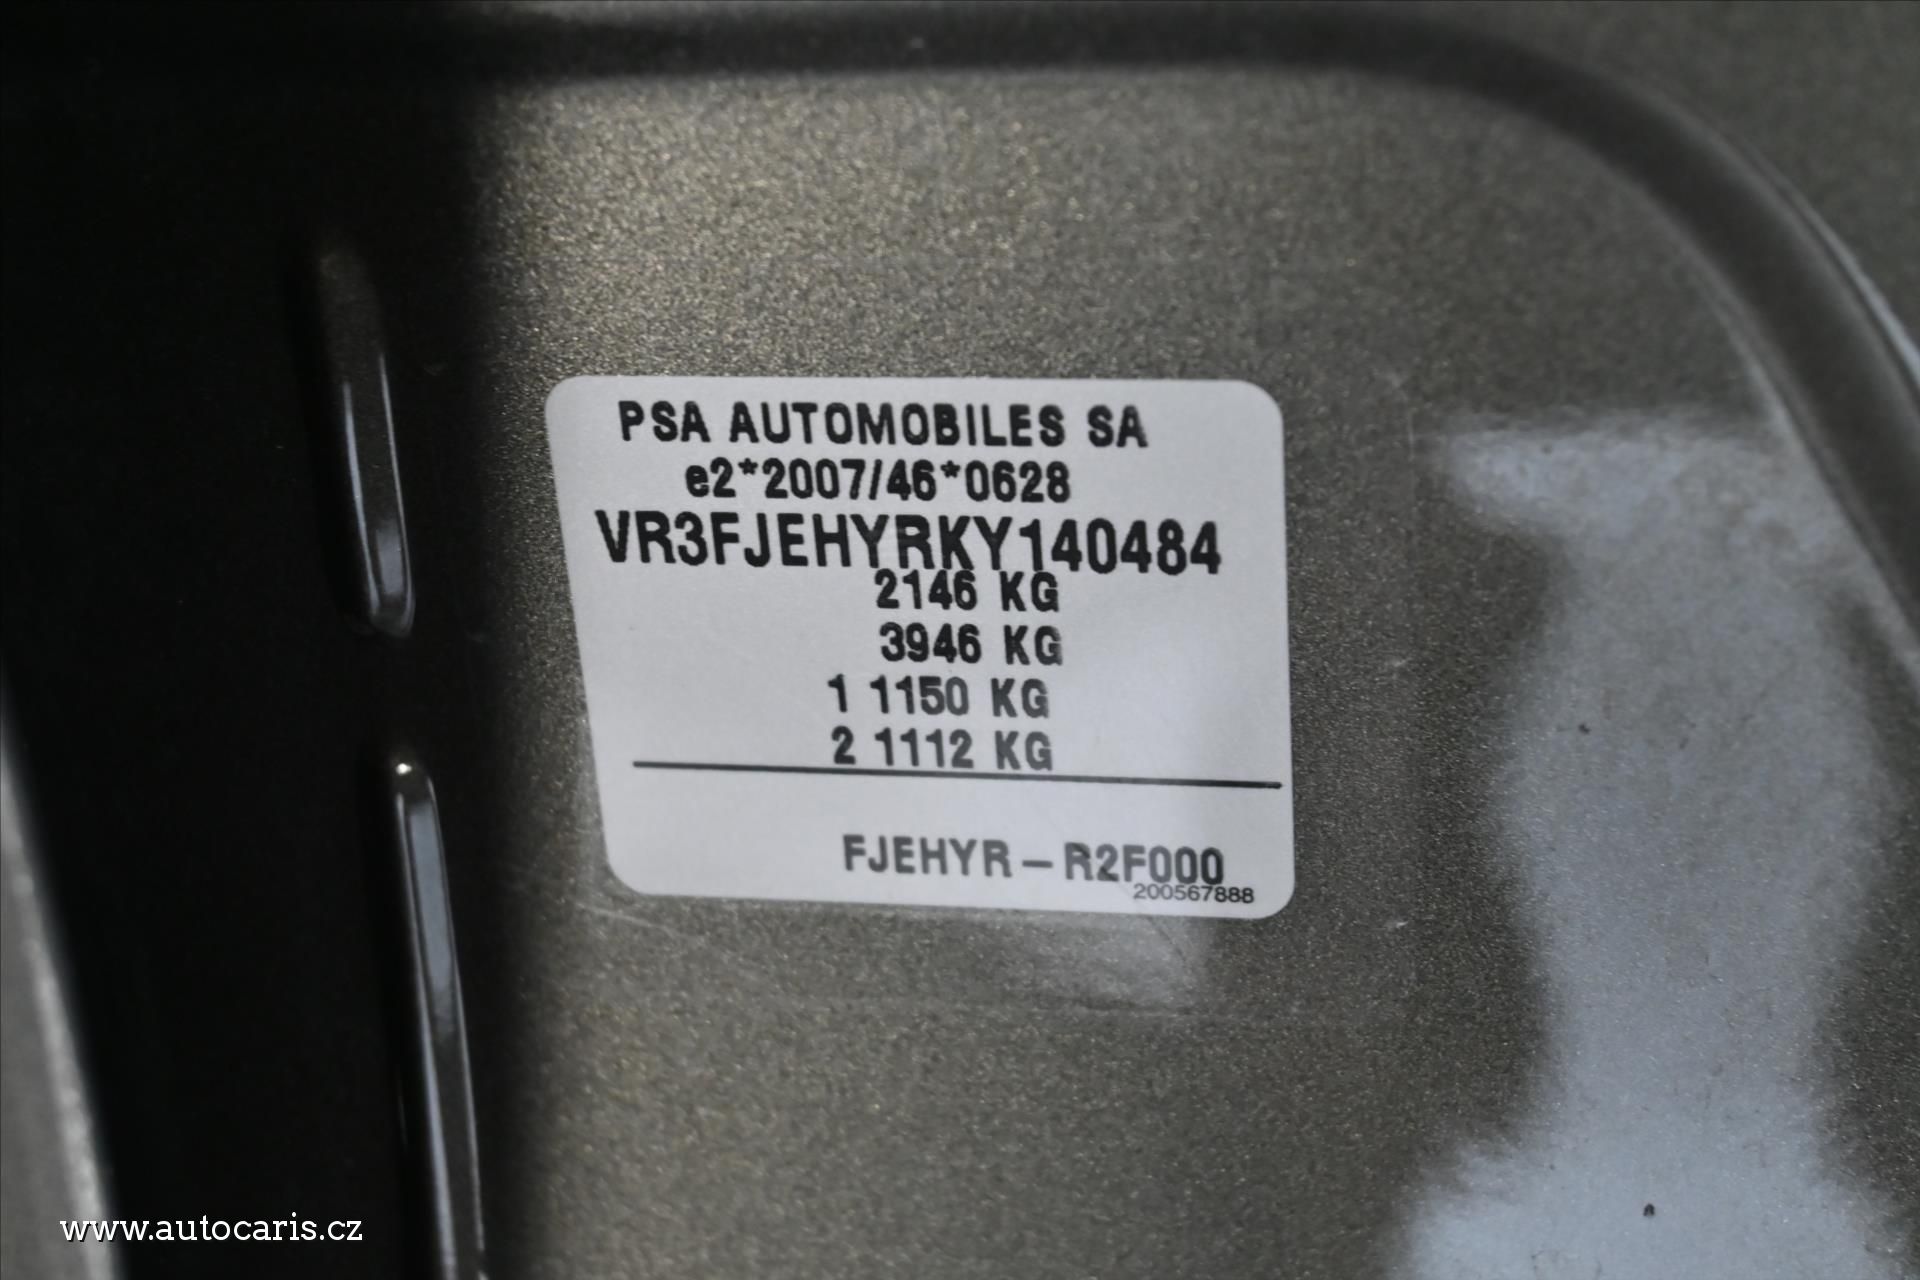 PSA AUTOMOBILES SA
e2*2007/46*0628
VR3FJEHYRKY140484
2146 KG
3946 KG
1 1150 KG
2 1112 KG
FJEHYR – R2F000
200567888
www.autocaris.cz